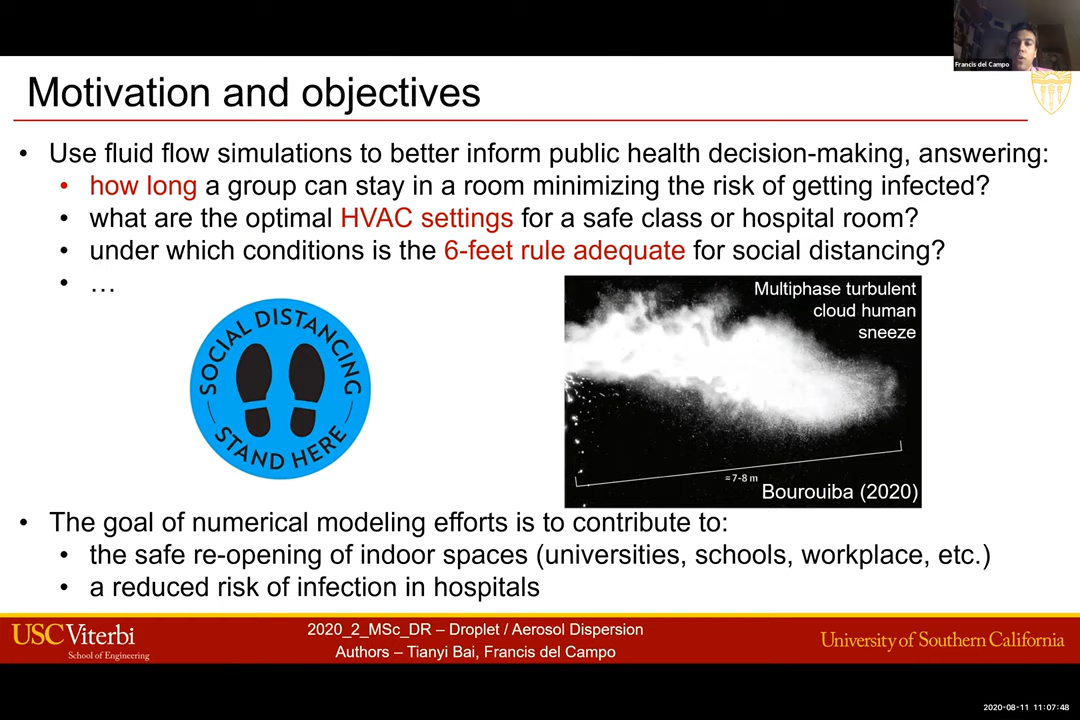 Francis del Campo
Motivation and objectives
• Use fluid flow simulations to better inform public health decision-making, answering:
• how long a group can stay in a room minimizing the risk of getting infected?
• what are the optimal HVAC settings for a safe class or hospital room?
• under which conditions is the 6-feet rule adequate for social distancing?
• …
SOCIAL DISTANCING
STAND HERE
Multiphase turbulent
cloud human
sneeze
≈ 7-8 m
Bourouiba (2020)
• The goal of numerical modeling efforts is to contribute to:
• the safe re-opening of indoor spaces (universities, schools, workplace, etc.)
• a reduced risk of infection in hospitals
USC Viterbi
School of Engineering
2020_2_MSc_DR – Droplet / Aerosol Dispersion
Authors – Tianyi Bai, Francis del Campo
University of Southern California
2020-08-11 11:07:48